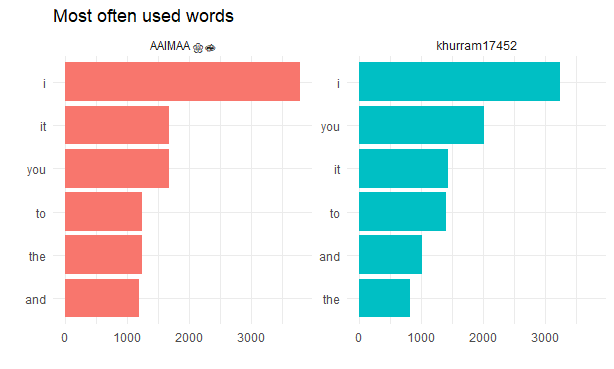 Most often used words
AAIMAA
khurram17452
i
it
you
to
the
and
i
you
it
to
and
the
0 1000 2000 3000
0 1000 2000 3000